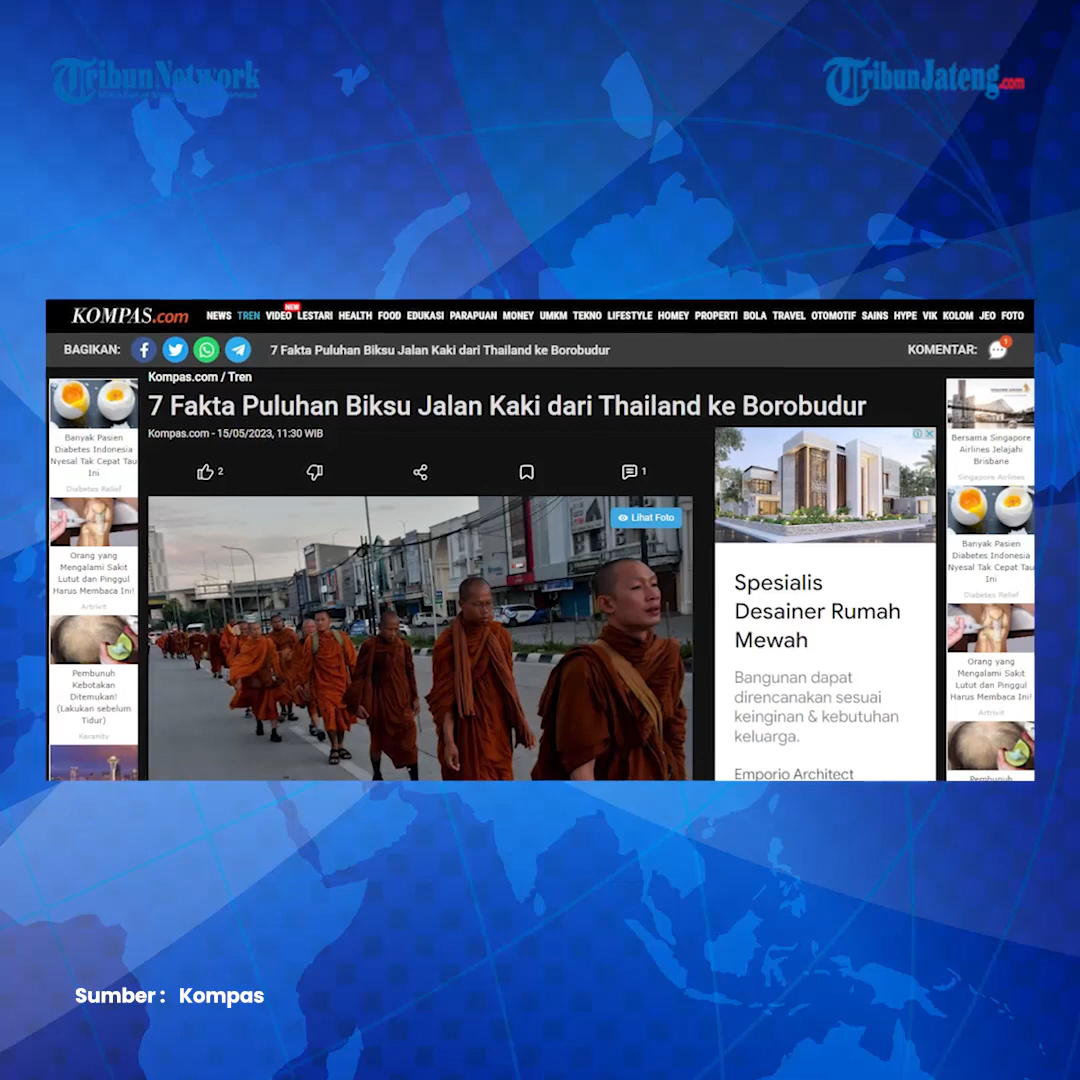 TribunNetwork
TribunJateng.com
KOMPAS.com
NEWS TREN VIDEO NEW LESTARI HEALTH FOOD EDUKASI PARAPUAN MONEY UMKM TEKNO LIFESTYLE HOMEY PROPERTI BOLA TRAVEL OTOMOTIF SAINS HYPE VIK KOLOM JEO FOTO
BAGIKAN:
7 Fakta Puluhan Biksu Jalan Kaki dari Thailand ke Borobudur
KOMENTAR:
1
Kompas.com / Tren
7 Fakta Puluhan Biksu Jalan Kaki dari Thailand ke Borobudur
Kompas.com - 15/05/2023, 11:30 WIB
2
1
Lihat Foto
Banyak Pasien
Diabetes Indonesia
Nyesal Tak Cepat Tau
Ini
Diabetes Relief
Orang yang
Mengalami Sakit
Lutut dan Pinggul
Harus Membaca Ini!
Artrivit
Pembunuh
Kebotakan
Ditemukan!
(Lakukan sebelum
Tidur)
Keranity
Spesialis
Desainer Rumah
Mewah
Bangunan dapat
direncanakan sesuai
keinginan & kebutuhan
keluarga.
Emporio Architect
Bersama Singapore
Airlines Jelajahi
Brisbane
Singapore Airlines
Banyak Pasien
Diabetes Indonesia
Nyesal Tak Cepat Tau
Ini
Diabetes Relief
Orang yang
Mengalami Sakit
Lutut dan Pinggul
Harus Membaca Ini!
Artrivit
Pembunuh
Sumber : Kompas